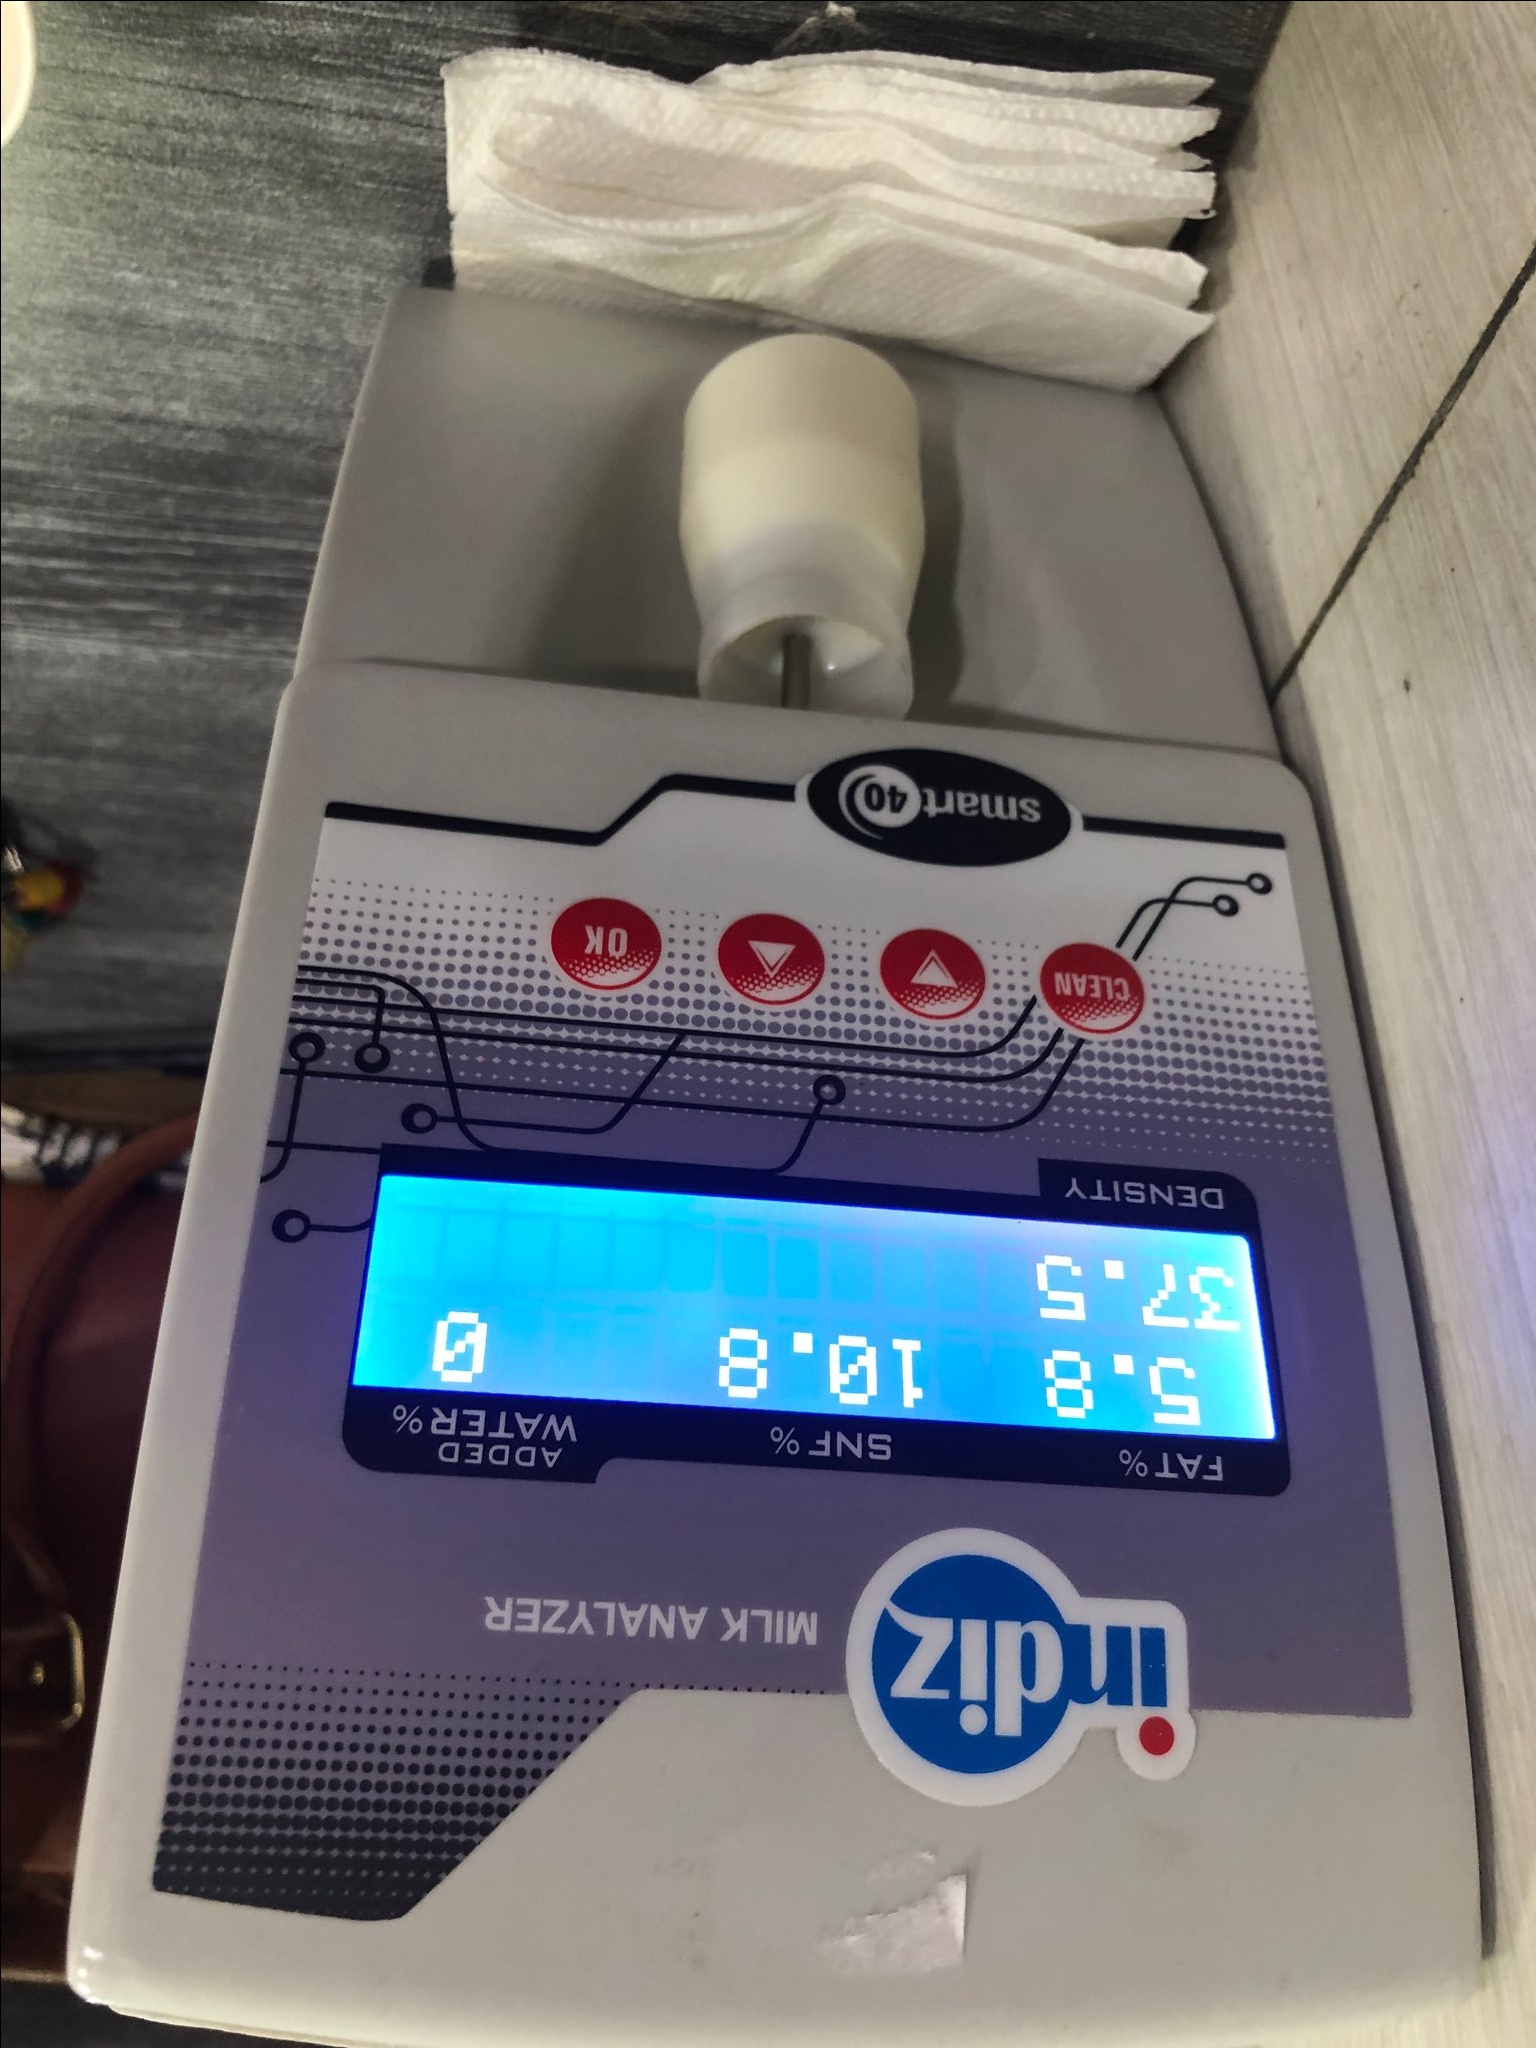 indiz
MILK ANALYZER
FAT %
SNF %
ADDED
WATER %
5.8 10.8 0
37.5
DENSITY
CLEAN
OK
smart 40